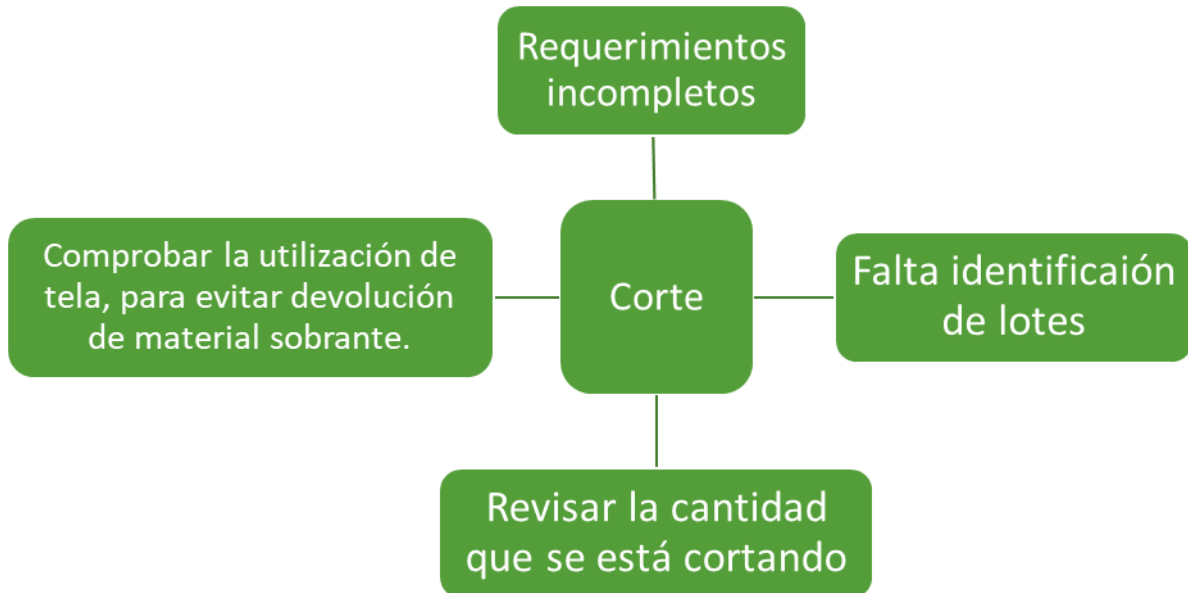 Requerimientos
incompletos
Comprobar la utilización de
tela, para evitar devolución
de material sobrante.
Corte
Falta identificaión
de lotes
Revisar la cantidad
que se está cortando